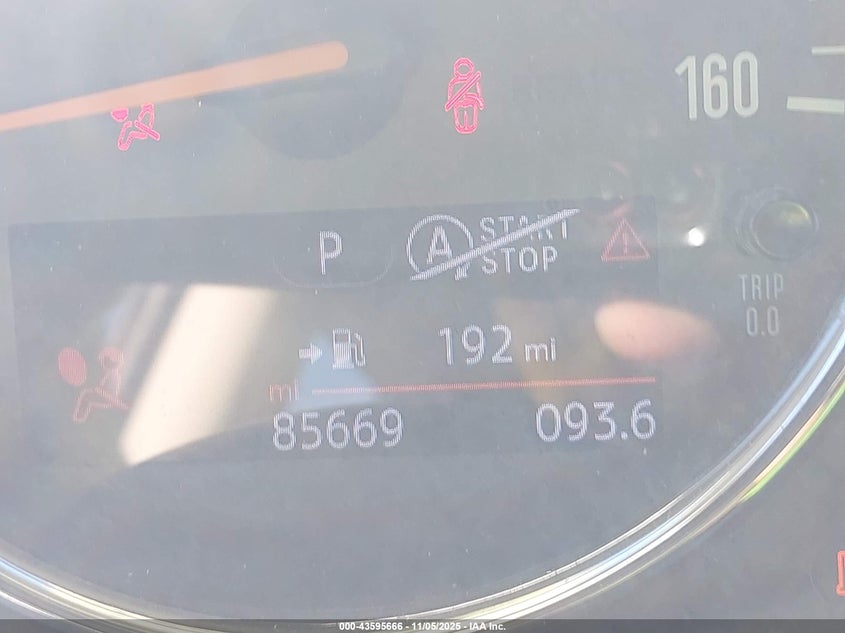 160
P A START STOP
TRIP
0.0
192 mi
mi
85669 093.6
000-43595666 - 11/05/2025 - IAA Inc.